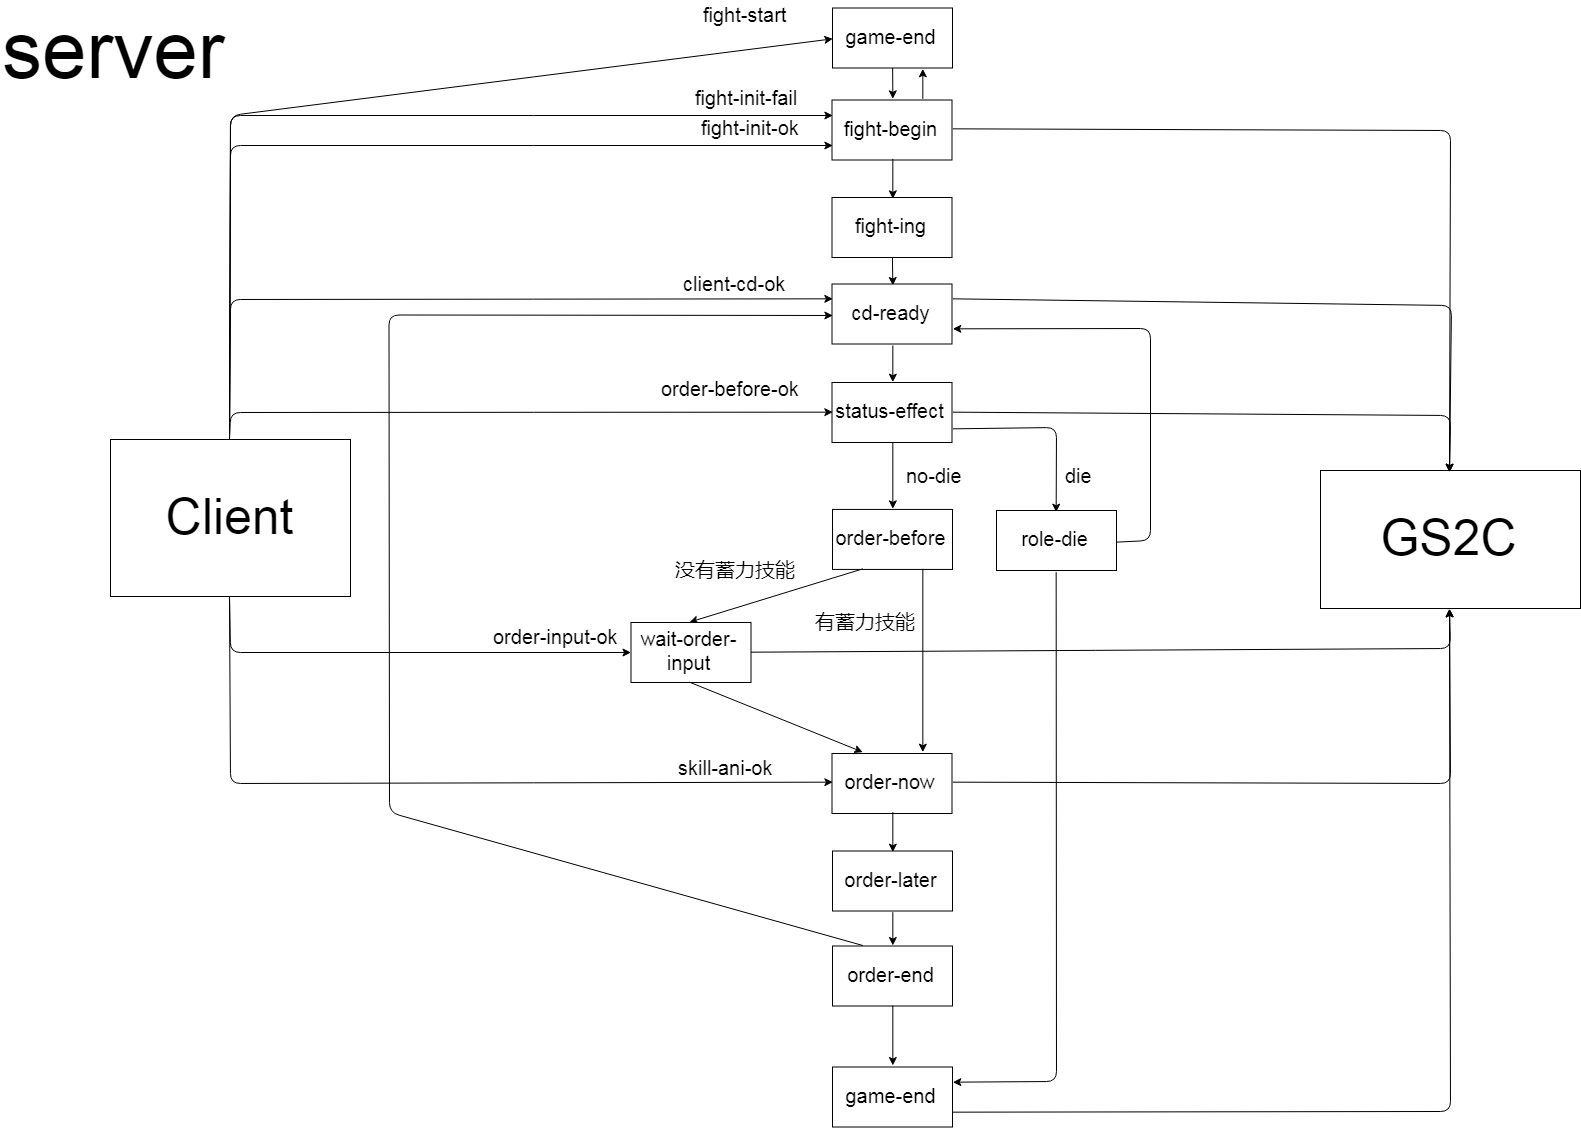 server
fight-start
game-end
fight-init-fail
fight-init-ok
fight-begin
fight-ing
client-cd-ok
cd-ready
order-before-ok
status-effect
no-die
die
Client
order-before
role-die
GS2C
没有蓄力技能
有蓄力技能
order-input-ok
wait-order-
input
skill-ani-ok
order-now
order-later
order-end
game-end